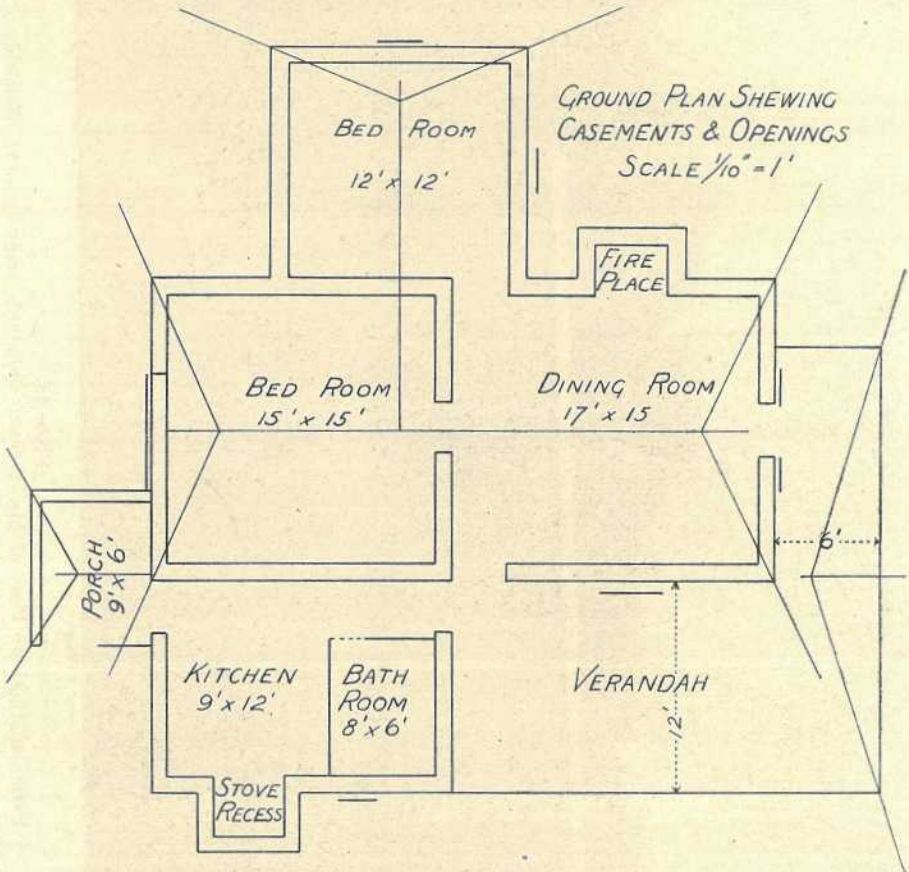 GROUND PLAN SHEWING
CASEMENTS & OPENINGS
SCALE 1/10" = 1'
BED ROOM
12' x 12'
FIRE
PLACE
BED ROOM
15' x 15'
DINING ROOM
17' x 15
PORCH
9' x 6'
6'
KITCHEN
9' x 12'
BATH
ROOM
8' x 6'
VERANDAH
12'
STOVE
RECESS